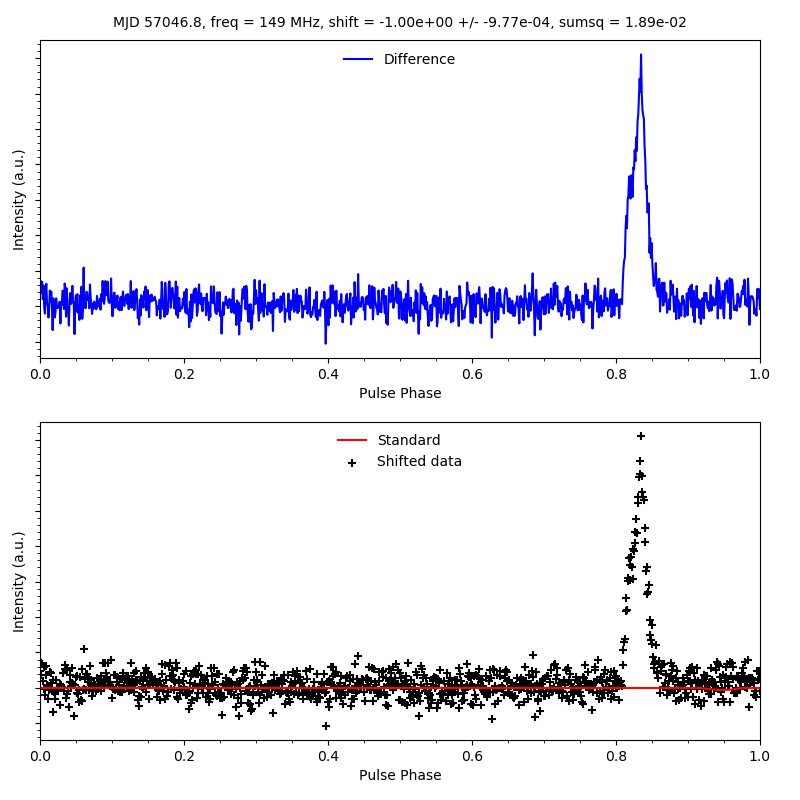 MJD 57046.8, freq = 149 MHz, shift = -1.00e+00 +/- -9.77e-04, sumsq = 1.89e-02
Difference
Intensity (a.u.)
0.0 0.2 0.4 0.6 0.8 1.0
Pulse Phase
Standard
Shifted data
Intensity (a.u.)
0.0 0.2 0.4 0.6 0.8 1.0
Pulse Phase